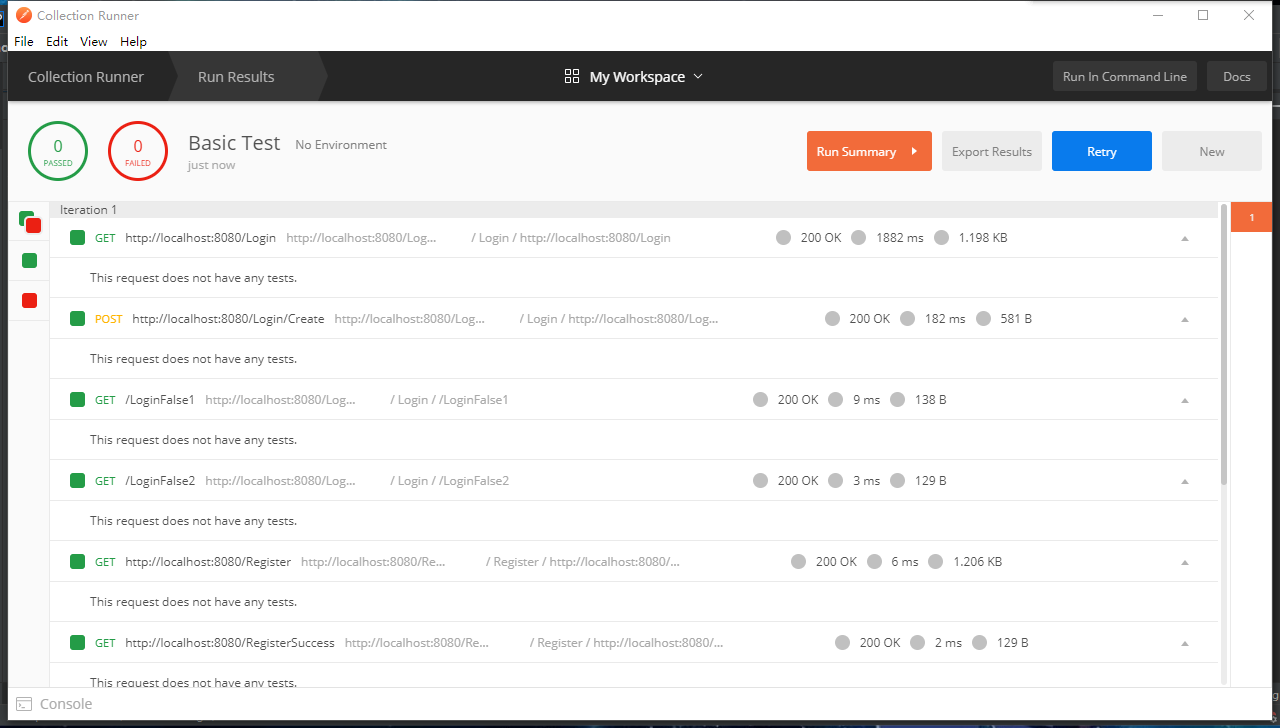 Collection Runner
File Edit View Help
Collection Runner Run Results My Workspace Run In Command Line Docs
0 PASSED 0 FAILED Basic Test No Environment Run Summary Export Results Retry New
just now
Iteration 1 1
GET http://localhost:8080/Login http://localhost:8080/Log... / Login / http://localhost:8080/Login 200 OK 1882 ms 1.198 KB
This request does not have any tests.
POST http://localhost:8080/Login/Create http://localhost:8080/Log... / Login / http://localhost:8080/Log... 200 OK 182 ms 581 B
This request does not have any tests.
GET /LoginFalse1 http://localhost:8080/Log... / Login / /LoginFalse1 200 OK 9 ms 138 B
This request does not have any tests.
GET /LoginFalse2 http://localhost:8080/Log... / Login / /LoginFalse2 200 OK 3 ms 129 B
This request does not have any tests.
GET http://localhost:8080/Register http://localhost:8080/Re... / Register / http://localhost:8080/... 200 OK 6 ms 1.206 KB
This request does not have any tests.
GET http://localhost:8080/RegisterSuccess http://localhost:8080/Re... / Register / http://localhost:8080/... 200 OK 2 ms 129 B
This request does not have any tests.
Console